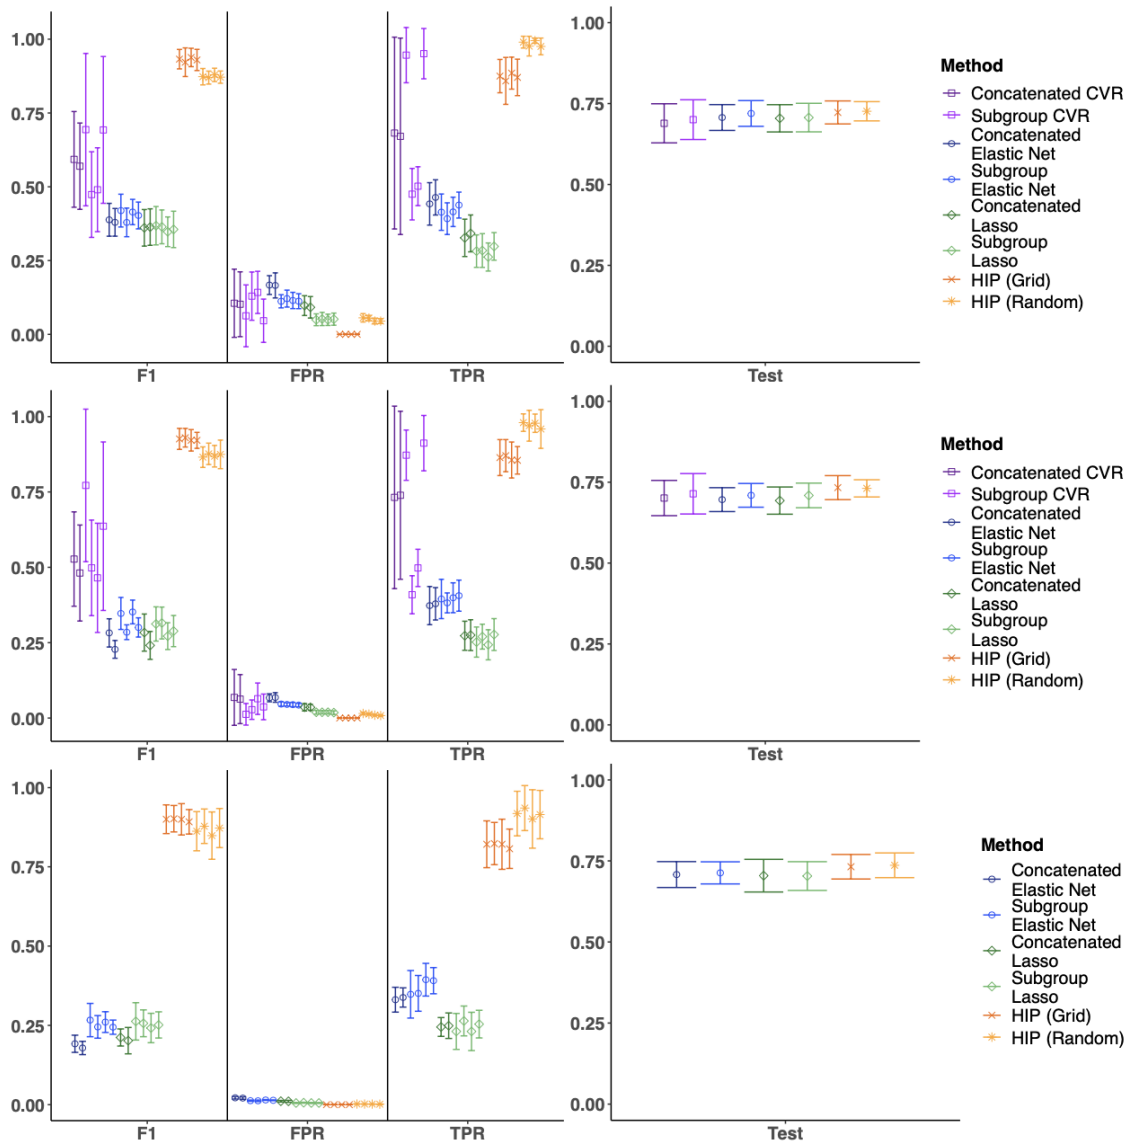 1.00
0.75
0.50
0.25
0.00
F1
FPR
TPR
1.00
0.75
0.50
0.25
0.00
Test
Method
Concatenated CVR
Subgroup CVR
Concatenated
Elastic Net
Subgroup
Elastic Net
Concatenated
Lasso
Subgroup
Lasso
HIP (Grid)
HIP (Random)
1.00
0.75
0.50
0.25
0.00
F1
FPR
TPR
1.00
0.75
0.50
0.25
0.00
Test
Method
Concatenated CVR
Subgroup CVR
Concatenated
Elastic Net
Subgroup
Elastic Net
Concatenated
Lasso
Subgroup
Lasso
HIP (Grid)
HIP (Random)
1.00
0.75
0.50
0.25
0.00
F1
FPR
TPR
1.00
0.75
0.50
0.25
0.00
Test
Method
Concatenated
Elastic Net
Subgroup
Elastic Net
Concatenated
Lasso
Subgroup
Lasso
HIP (Grid)
HIP (Random)